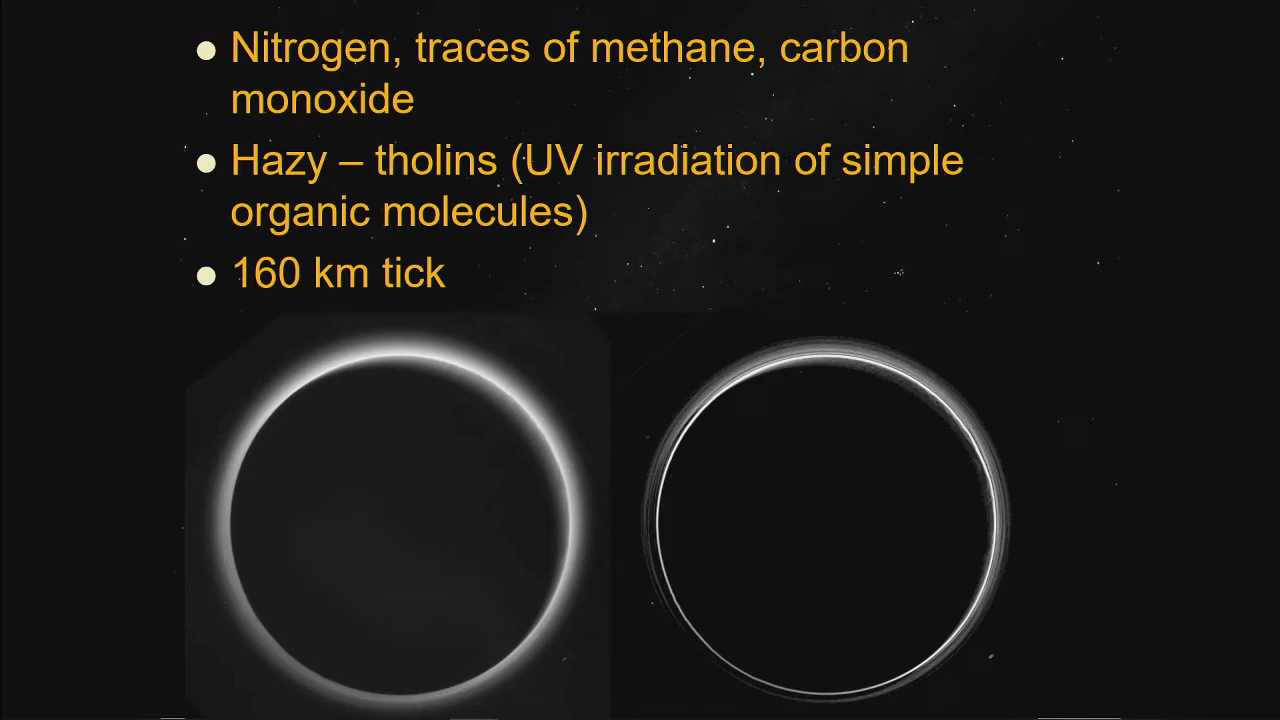 ● Nitrogen, traces of methane, carbon
monoxide
● Hazy – tholins (UV irradiation of simple
organic molecules)
● 160 km tick